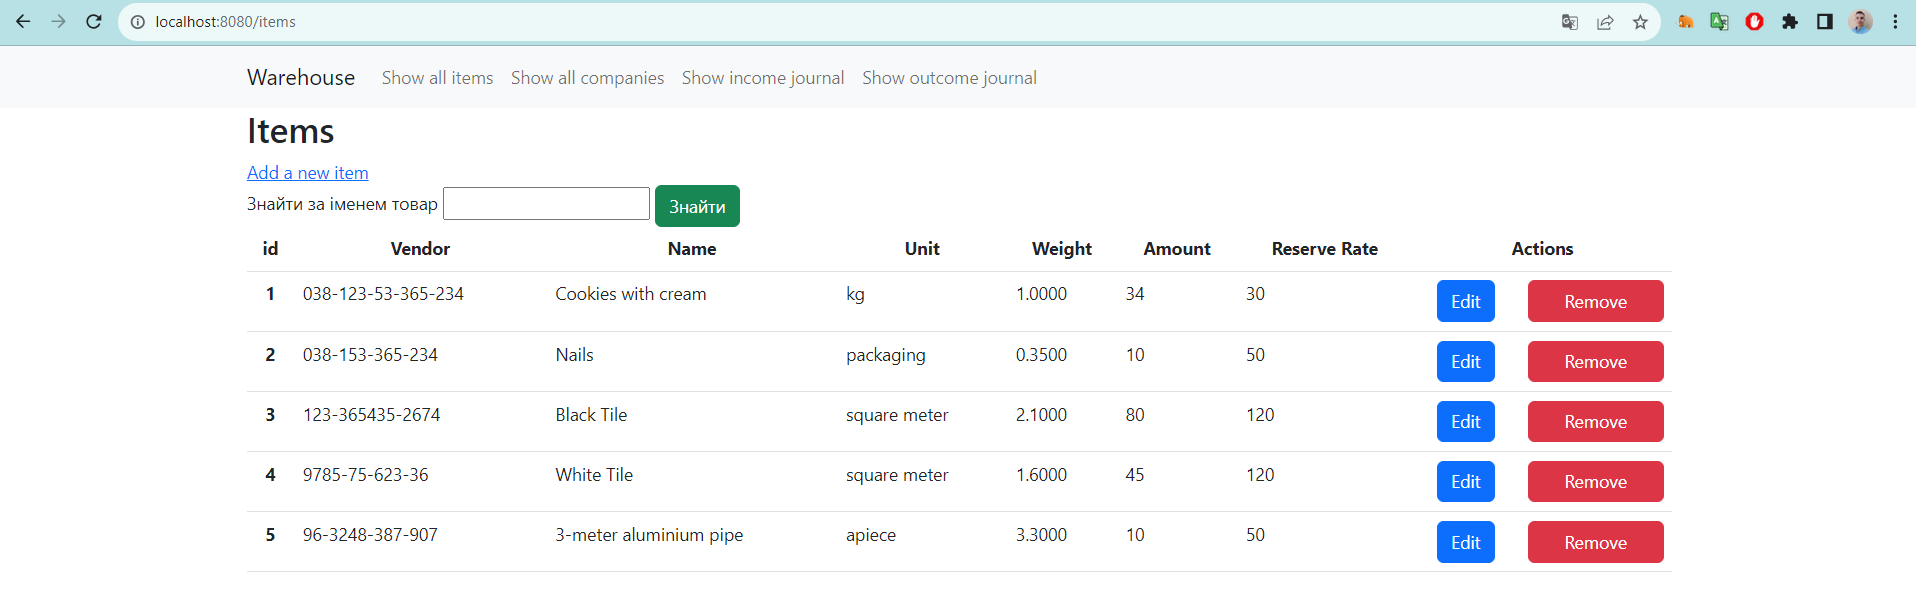 localhost:8080/items
Warehouse Show all items Show all companies Show income journal Show outcome journal
Items
Add a new item
Знайти за іменем товар Знайти
id Vendor Name Unit Weight Amount Reserve Rate Actions
1 038-123-53-365-234 Cookies with cream kg 1.0000 34 30 Edit Remove
2 038-153-365-234 Nails packaging 0.3500 10 50 Edit Remove
3 123-365435-2674 Black Tile square meter 2.1000 80 120 Edit Remove
4 9785-75-623-36 White Tile square meter 1.6000 45 120 Edit Remove
5 96-3248-387-907 3-meter aluminium pipe apiece 3.3000 10 50 Edit Remove